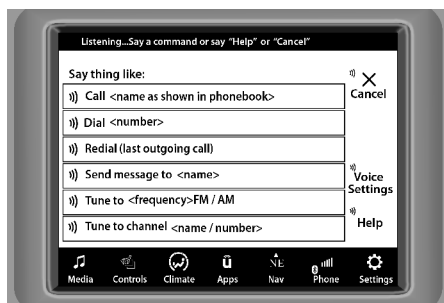 Listening...Say a command or say "Help" or "Cancel"
Say thing like:
Call <name as shown in phonebook>
Dial <number>
Redial (last outgoing call)
Send message to <name>
Tune to <frequency>FM / AM
Tune to channel <name / number>
Cancel
Voice
Settings
Help
NE
Media Controls Climate Apps Nav Phone Settings